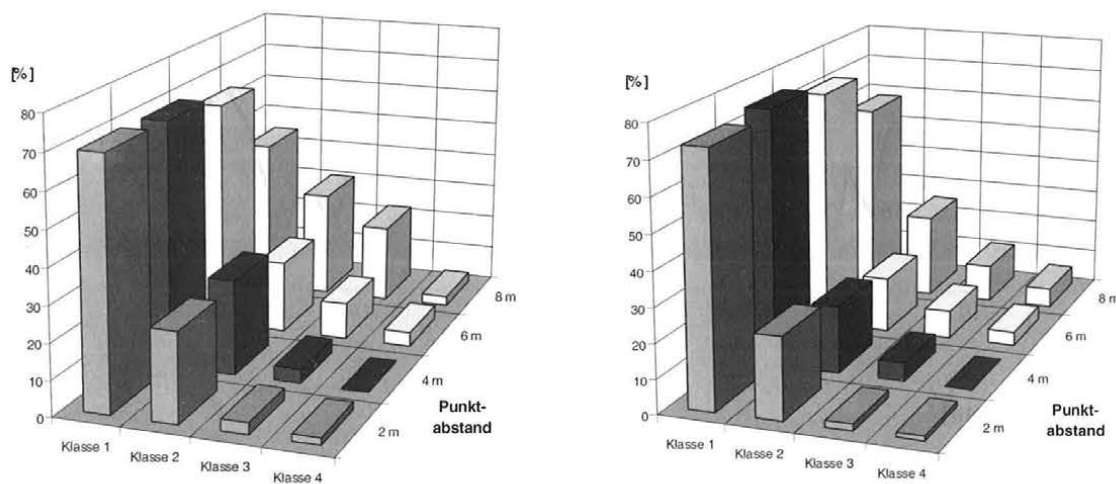 [%]
80
70
60
50
40
30
20
10
0
Klasse 1
Klasse 2
Klasse 3
Klasse 4
2 m
4 m
6 m
8 m
Punkt-
abstand
[%]
80
70
60
50
40
30
20
10
0
Klasse 1
Klasse 2
Klasse 3
Klasse 4
2 m
4 m
6 m
8 m
Punkt-
abstand